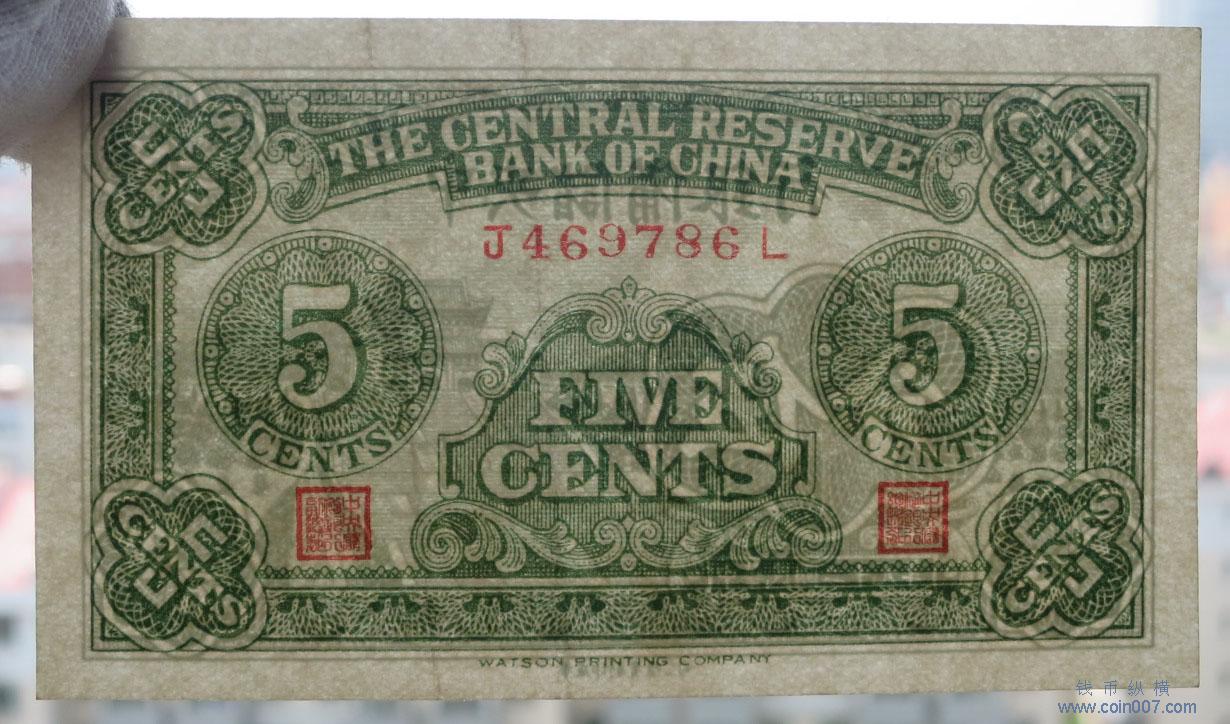 CENTS
CENTS
THE CENTRAL RESERVE
BANK OF CHINA
J469786L
5
CENTS
5
CENTS
FIVE
CENTS
CENTS
CENTS
WATSON PRINTING COMPANY
钱币纵横
www.coin007.com